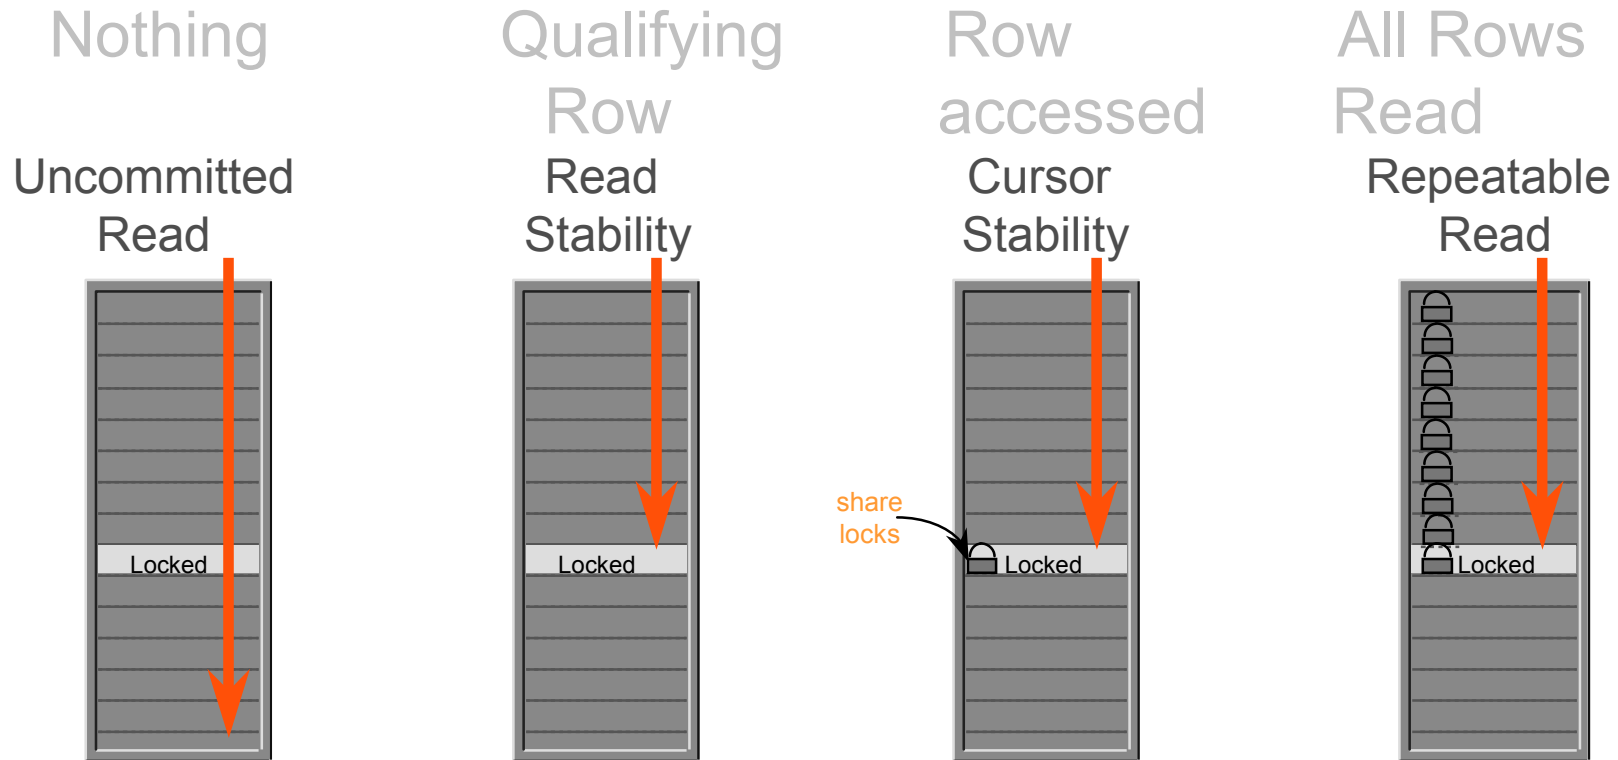 Nothing
Qualifying
Row
Row
accessed
All Rows
Read
Uncommitted
Read
Read
Stability
Cursor
Stability
Repeatable
Read
share
locks
Locked
Locked
Locked
Locked